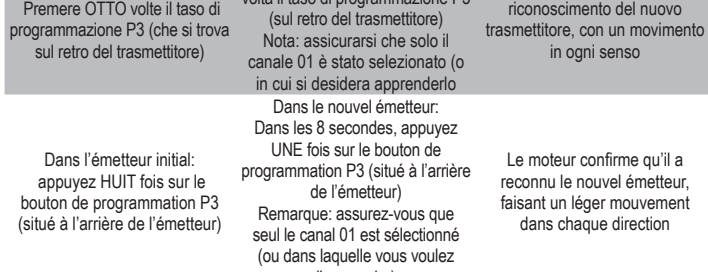 Premere OTTO volte il taso di
programmazione P3 (che si trova
sul retro del trasmettitore)
volta il taso di programmazione P3
(sul retro del trasmettitore)
Nota: assicurarsi che solo il
canale 01 è stato selezionato (o
in cui si desidera apprenderlo
riconoscimento del nuovo
trasmettitore, con un movimento
in ogni senso
Dans l’émetteur initial:
appuyez HUIT fois sur le
bouton de programmation P3
(situé à l’arrière de l’émetteur)
Dans le nouvel émetteur:
Dans les 8 secondes, appuyez
UNE fois sur le bouton de
programmation P3 (situé à l’arrière
de l’émetteur)
Remarque: assurez-vous que
seul le canal 01 est sélectionné
(ou dans laquelle vous voulez
Le moteur confirme qu’il a
reconnu le nouvel émetteur,
faisant un léger mouvement
dans chaque direction